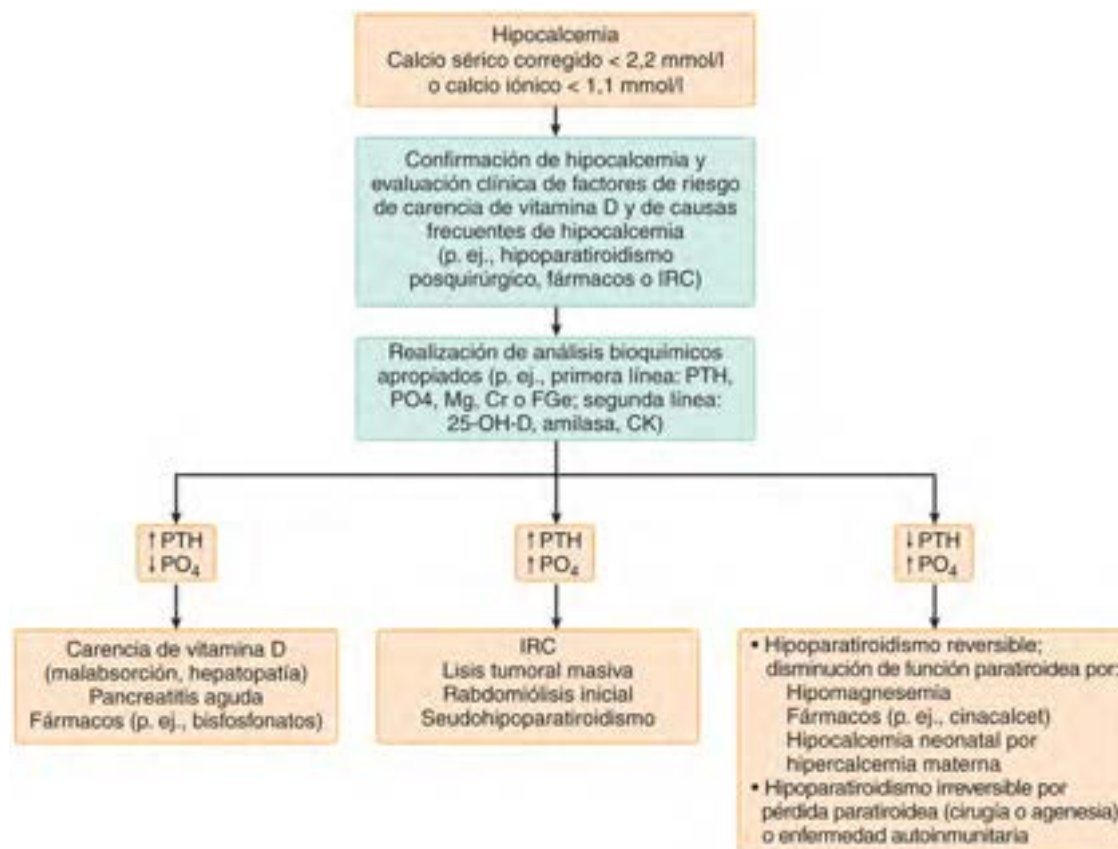 Hipocalcemia
Calcio sérico corregido < 2,2 mmol/l
o calcio iónico < 1,1 mmol/l
Confirmación de hipocalcemia y
evaluación clínica de factores de riesgo
de carencia de vitamina D y de causas
frecuentes de hipocalcemia
(p. ej., hipoparatiroidismo
posquirúrgico, fármacos o IRC)
Realización de análisis bioquímicos
apropiados (p. ej., primera línea: PTH,
PO4, Mg, Cr o FGe; segunda línea:
25-OH-D, amilasa, CK)
↑ PTH
↓ PO₄
↑ PTH
↑ PO₄
↓ PTH
↑ PO₄
Carencia de vitamina D
(malabsorción, hepatopatía)
Pancreatitis aguda
Fármacos (p. ej., bisfosfonatos)
IRC
Lisis tumoral masiva
Rabdomiólisis inicial
Seudohipoparatiroidismo
• Hipoparatiroidismo reversible;
disminución de función paratiroidea por:
Hipomagnesemia
Fármacos (p. ej., cinacalcet)
Hipocalcemia neonatal por
hipercalcemia materna
• Hipoparatiroidismo irreversible por
pérdida paratiroidea (cirugía o agenesia)
o enfermedad autoinmunitaria